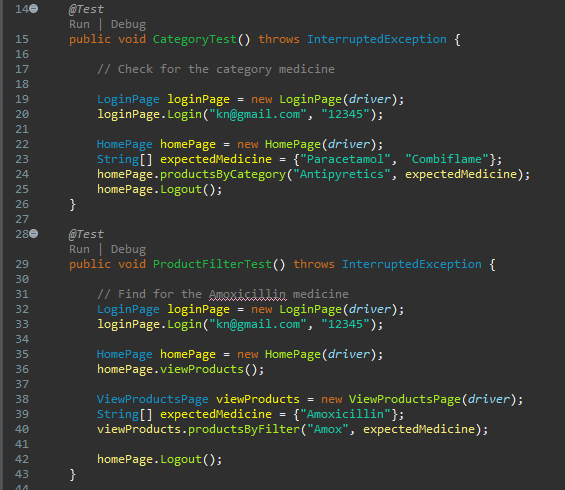 14 @Test
Run | Debug
15 public void CategoryTest() throws InterruptedException {
16
17 // Check for the category medicine
18
19 LoginPage loginPage = new LoginPage(driver);
20 loginPage.Login("kn@gmail.com", "12345");
21
22 HomePage homePage = new HomePage(driver);
23 String[] expectedMedicine = {"Paracetamol", "Combiflame"};
24 homePage.productsByCategory("Antipyretics", expectedMedicine);
25 homePage.Logout();
26 }
27
28 @Test
Run | Debug
29 public void ProductFilterTest() throws InterruptedException {
30
31 // Find for the Amoxicillin medicine
32 LoginPage loginPage = new LoginPage(driver);
33 loginPage.Login("kn@gmail.com", "12345");
34
35 HomePage homePage = new HomePage(driver);
36 homePage.viewProducts();
37
38 ViewProductsPage viewProducts = new ViewProductsPage(driver);
39 String[] expectedMedicine = {"Amoxicillin"};
40 viewProducts.productsByFilter("Amox", expectedMedicine);
41
42 homePage.Logout();
43 }
44